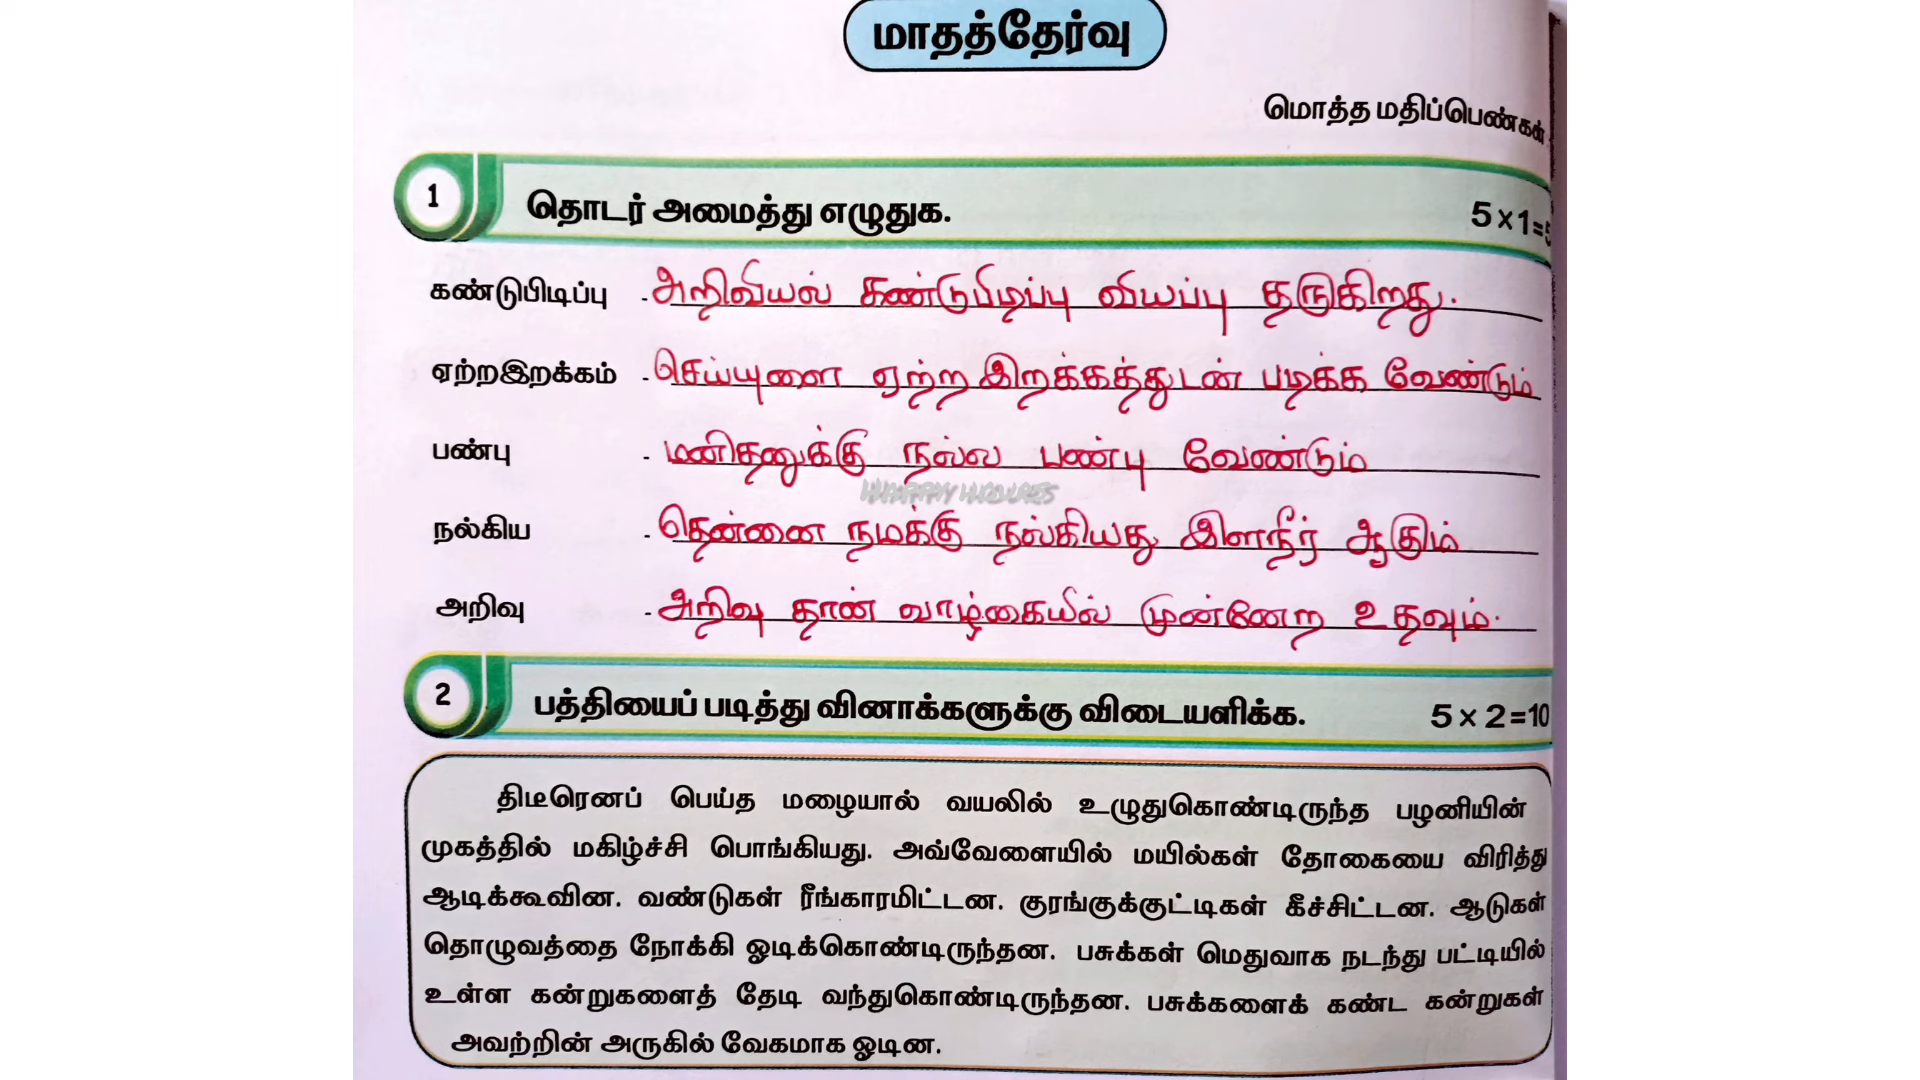 மாதத்தேர்வு
மொத்த மதிப்பெண்கள்
1 தொடர் அமைத்து எழுதுக. 5×1=5
கண்டுபிடிப்பு - அறிவியல் கண்டுபிடிப்பு வியப்பு தருகிறது.
ஏற்றஇறக்கம் - செய்யுளை ஏற்ற இறக்கத்துடன் படிக்க வேண்டும்
பண்பு - மனிதனுக்கு நல்ல பண்பு வேண்டும்
நல்கிய - தென்னை நமக்கு நல்கியது இளநீர் ஆகும்
அறிவு - அறிவு தான் வாழ்கையில் முன்னேற உதவும்.
2 பத்தியைப் படித்து வினாக்களுக்கு விடையளிக்க. 5×2=10
திடீரெனப் பெய்த மழையால் வயலில் உழுதுகொண்டிருந்த பழனியின்
முகத்தில் மகிழ்ச்சி பொங்கியது. அவ்வேளையில் மயில்கள் தோகையை விரித்து
ஆடிக்கூவின. வண்டுகள் ரீங்காரமிட்டன. குரங்குக்குட்டிகள் கீச்சிட்டன. ஆடுகள்
தொழுவத்தை நோக்கி ஓடிக்கொண்டிருந்தன. பசுக்கள் மெதுவாக நடந்து பட்டியில்
உள்ள கன்றுகளைத் தேடி வந்துகொண்டிருந்தன. பசுக்களைக் கண்ட கன்றுகள்
அவற்றின் அருகில் வேகமாக ஓடின.